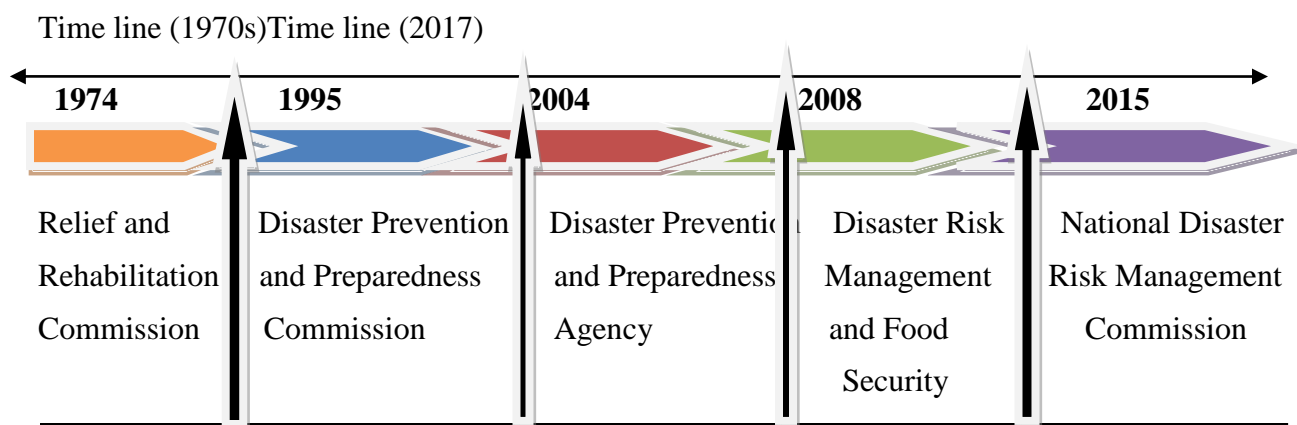 Time line (1970s)Time line (2017)
1974 1995 2004 2008 2015
Relief and
Rehabilitation
Commission
Disaster Prevention
and Preparedness
Commission
Disaster Prevention
and Preparedness
Agency
Disaster Risk
Management
and Food
Security
National Disaster
Risk Management
Commission